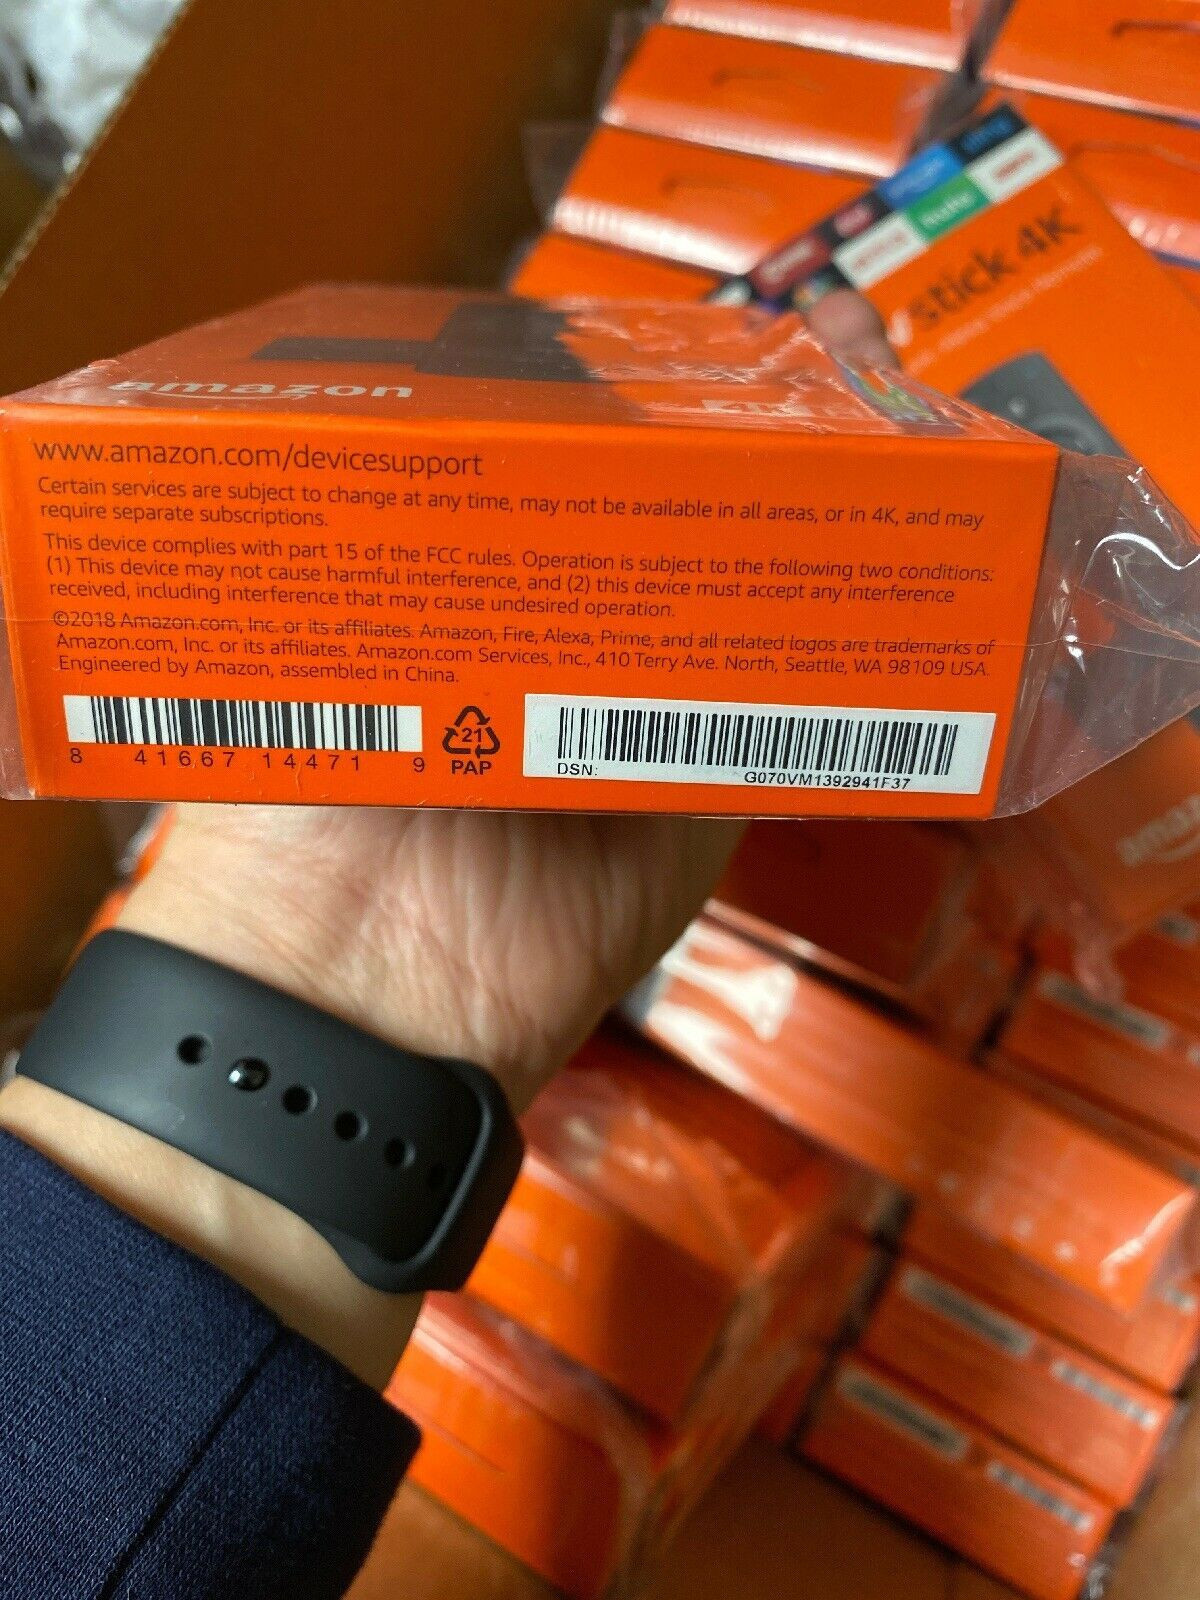 hulu
stick 4K
amazon
www.amazon.com/devicesupport
Certain services are subject to change at any time, may not be available in all areas, or in 4K, and may
require separate subscriptions.
This device complies with part 15 of the FCC rules. Operation is subject to the following two conditions:
(1) This device may not cause harmful interference, and (2) this device must accept any interference
received, including interference that may cause undesired operation.
©2018 Amazon.com, Inc. or its affiliates. Amazon, Fire, Alexa, Prime, and all related logos are trademarks of
Amazon.com, Inc. or its affiliates. Amazon.com Services, Inc., 410 Terry Ave. North, Seattle, WA 98109 USA.
Engineered by Amazon, assembled in China.
8 41667 14471 9
21
PAP
DSN:
G070VM1392941F37
amazon